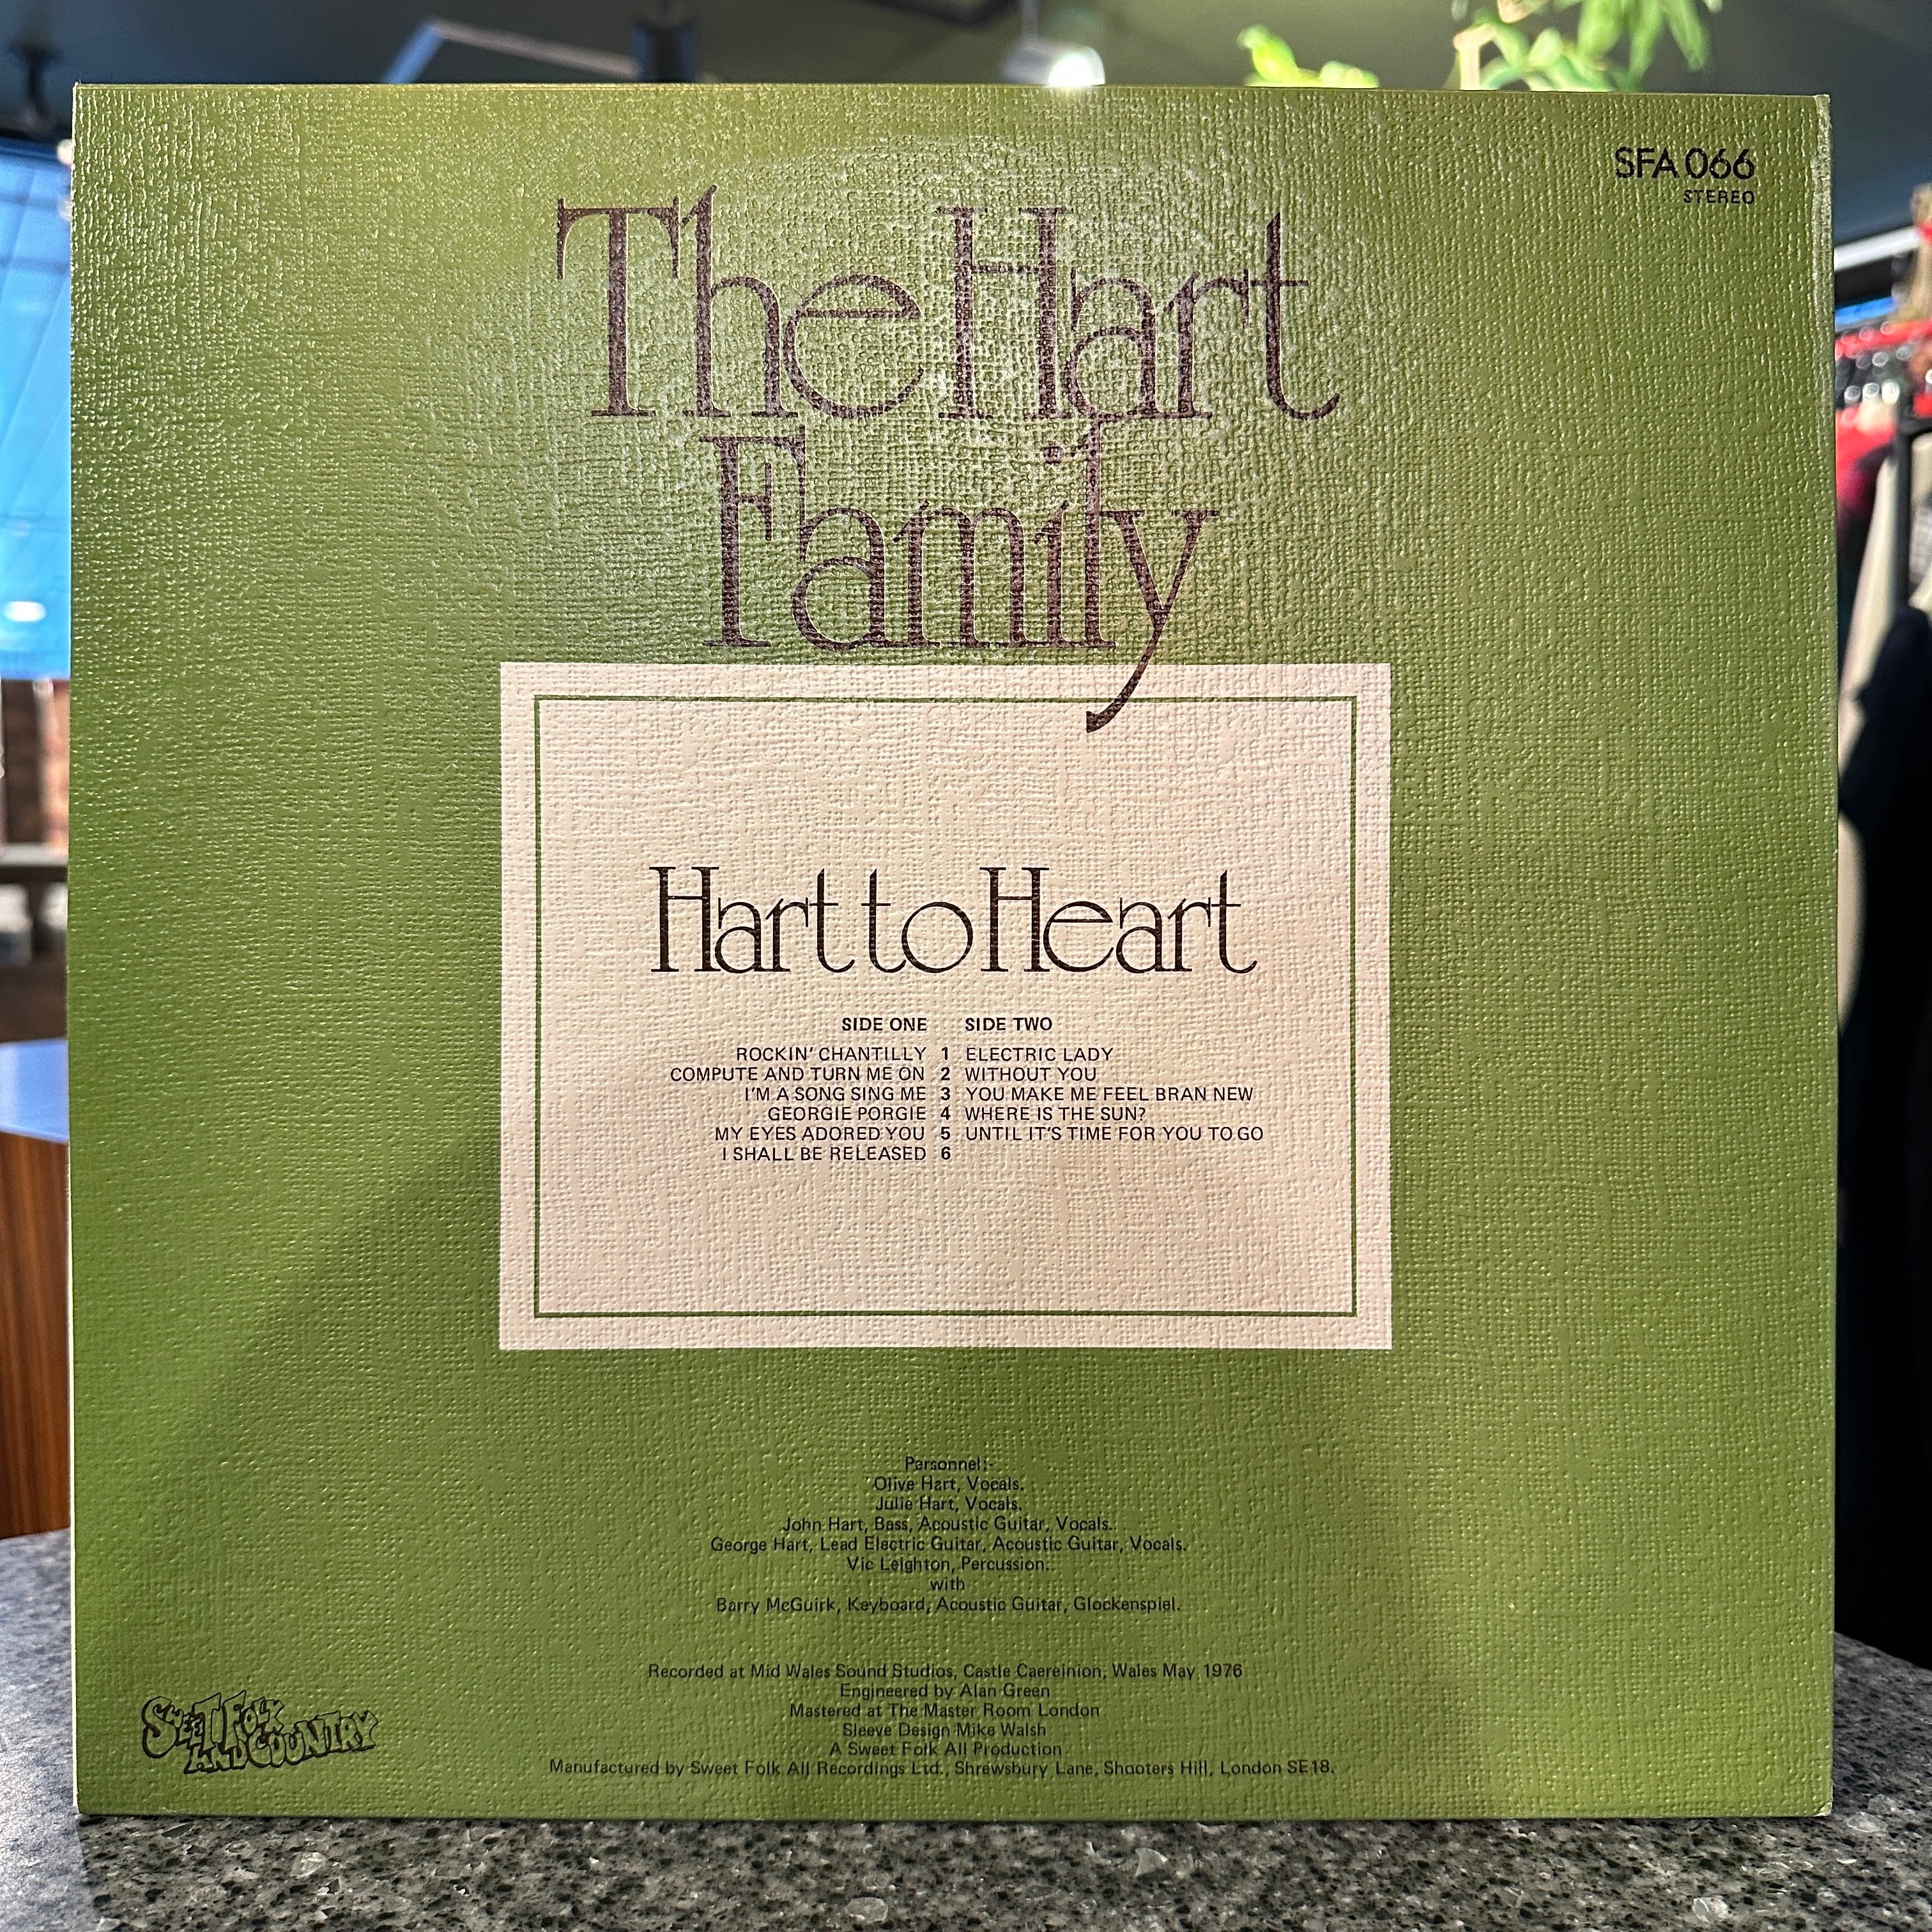 SFA 066
STEREO
The Hart
Family
Hart to Heart
SIDE ONE SIDE TWO
ROCKIN' CHANTILLY 1 ELECTRIC LADY
COMPUTE AND TURN ME ON 2 WITHOUT YOU
I'M A SONG SING ME 3 YOU MAKE ME FEEL BRAN NEW
GEORGIE PORGIE 4 WHERE IS THE SUN?
MY EYES ADORED YOU 5 UNTIL IT'S TIME FOR YOU TO GO
I SHALL BE RELEASED 6
Personnel:-
Olive Hart, Vocals.
Julie Hart, Vocals.
John Hart, Bass, Acoustic Guitar, Vocals.
George Hart, Lead Electric Guitar, Acoustic Guitar, Vocals.
Vic Leighton, Percussion.
with
Barry McGuirk, Keyboard, Acoustic Guitar, Glockenspiel.
Recorded at Mid Wales Sound Studios, Castle Caereinion, Wales May 1976
Engineered by Alan Green
Mastered at The Master Room London
Sleeve Design Mike Walsh
A Sweet Folk All Production
Manufactured by Sweet Folk All Recordings Ltd., Shrewsbury Lane, Shooters Hill, London SE18.
SWEET FOLK
AND COUNTRY